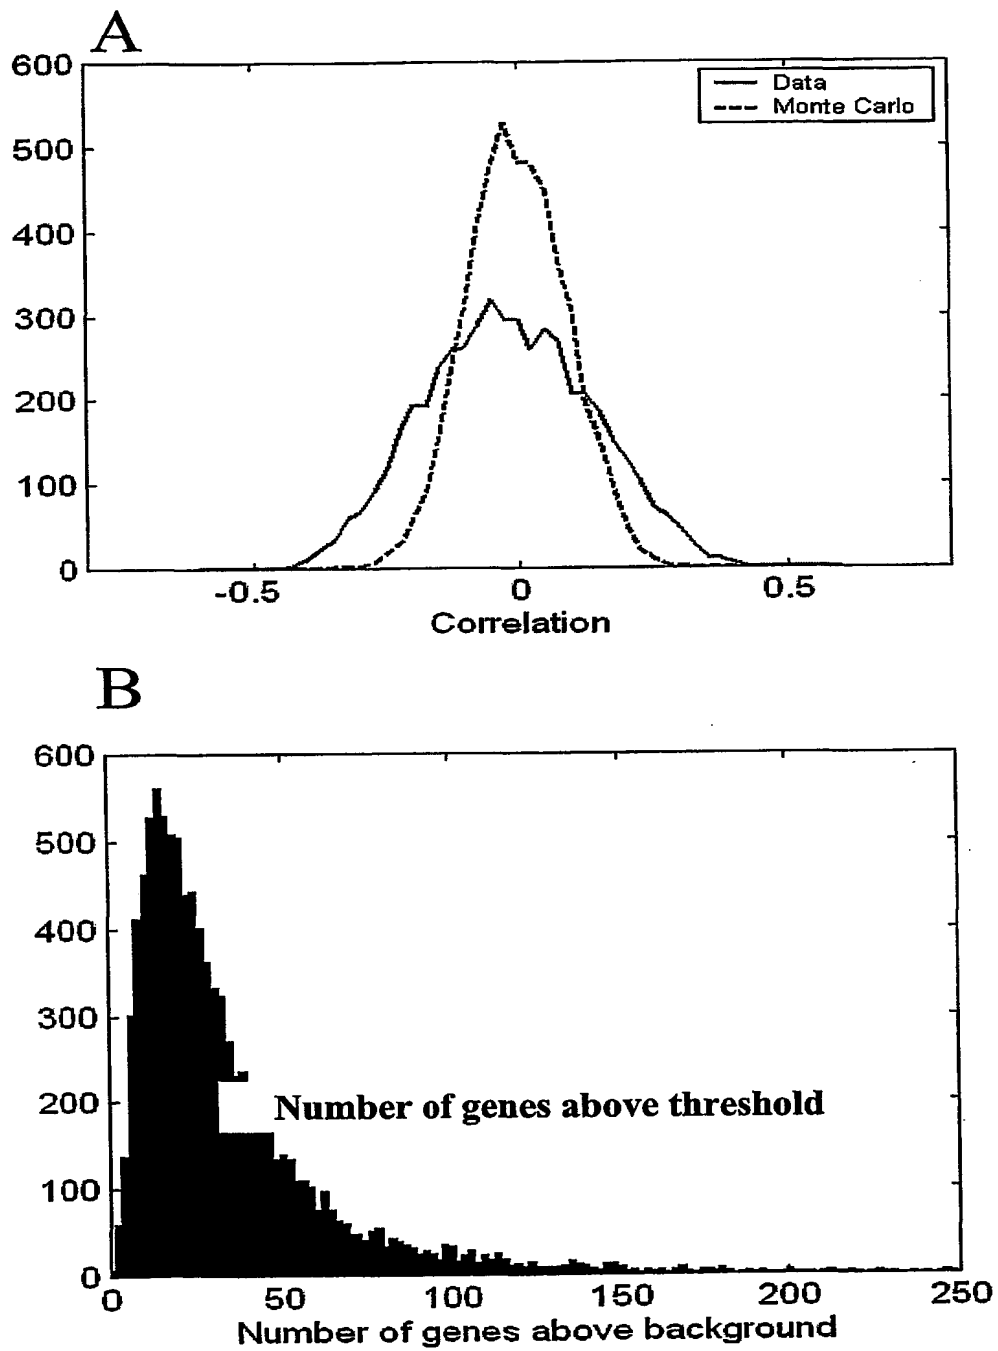 A
600
500
400
300
200
100
0
Data
Monte Carlo
-0.5 0 0.5
Correlation
B
600
500
400
300
200
100
0
Number of genes above threshold
0 50 100 150 200 250
Number of genes above background